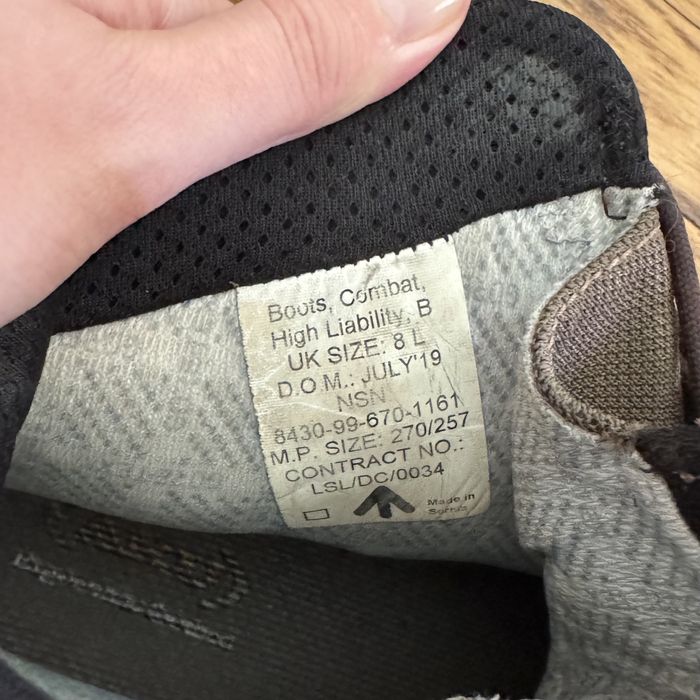 Boots, Combat,
High Liability, B
UK SIZE: 8 L
D.O.M.: JULY'19
NSN
8430-99-670-1161
M.P. SIZE: 270/257
CONTRACT NO.:
LSL/DC/0034
Made in